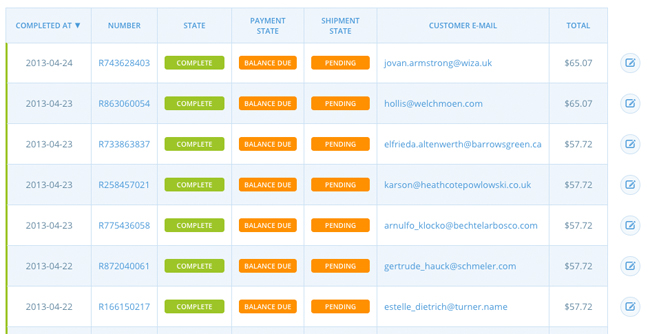 COMPLETED AT ▼ NUMBER STATE PAYMENT STATE SHIPMENT STATE CUSTOMER E-MAIL TOTAL
2013-04-24 R743628403 COMPLETE BALANCE DUE PENDING jovan.armstrong@wiza.uk $65.07
2013-04-23 R863060054 COMPLETE BALANCE DUE PENDING hollis@welchmoen.com $65.07
2013-04-23 R733863837 COMPLETE BALANCE DUE PENDING elfrieda.altenwerth@barrowsgreen.ca $57.72
2013-04-23 R258457021 COMPLETE BALANCE DUE PENDING karson@heathcotepowlowski.co.uk $57.72
2013-04-23 R775436058 COMPLETE BALANCE DUE PENDING arnulfo_klocko@bechtelarbosco.com $57.72
2013-04-22 R872040061 COMPLETE BALANCE DUE PENDING gertrude_hauck@schmeler.com $57.72
2013-04-22 R166150217 COMPLETE BALANCE DUE PENDING estelle_dietrich@turner.name $57.72